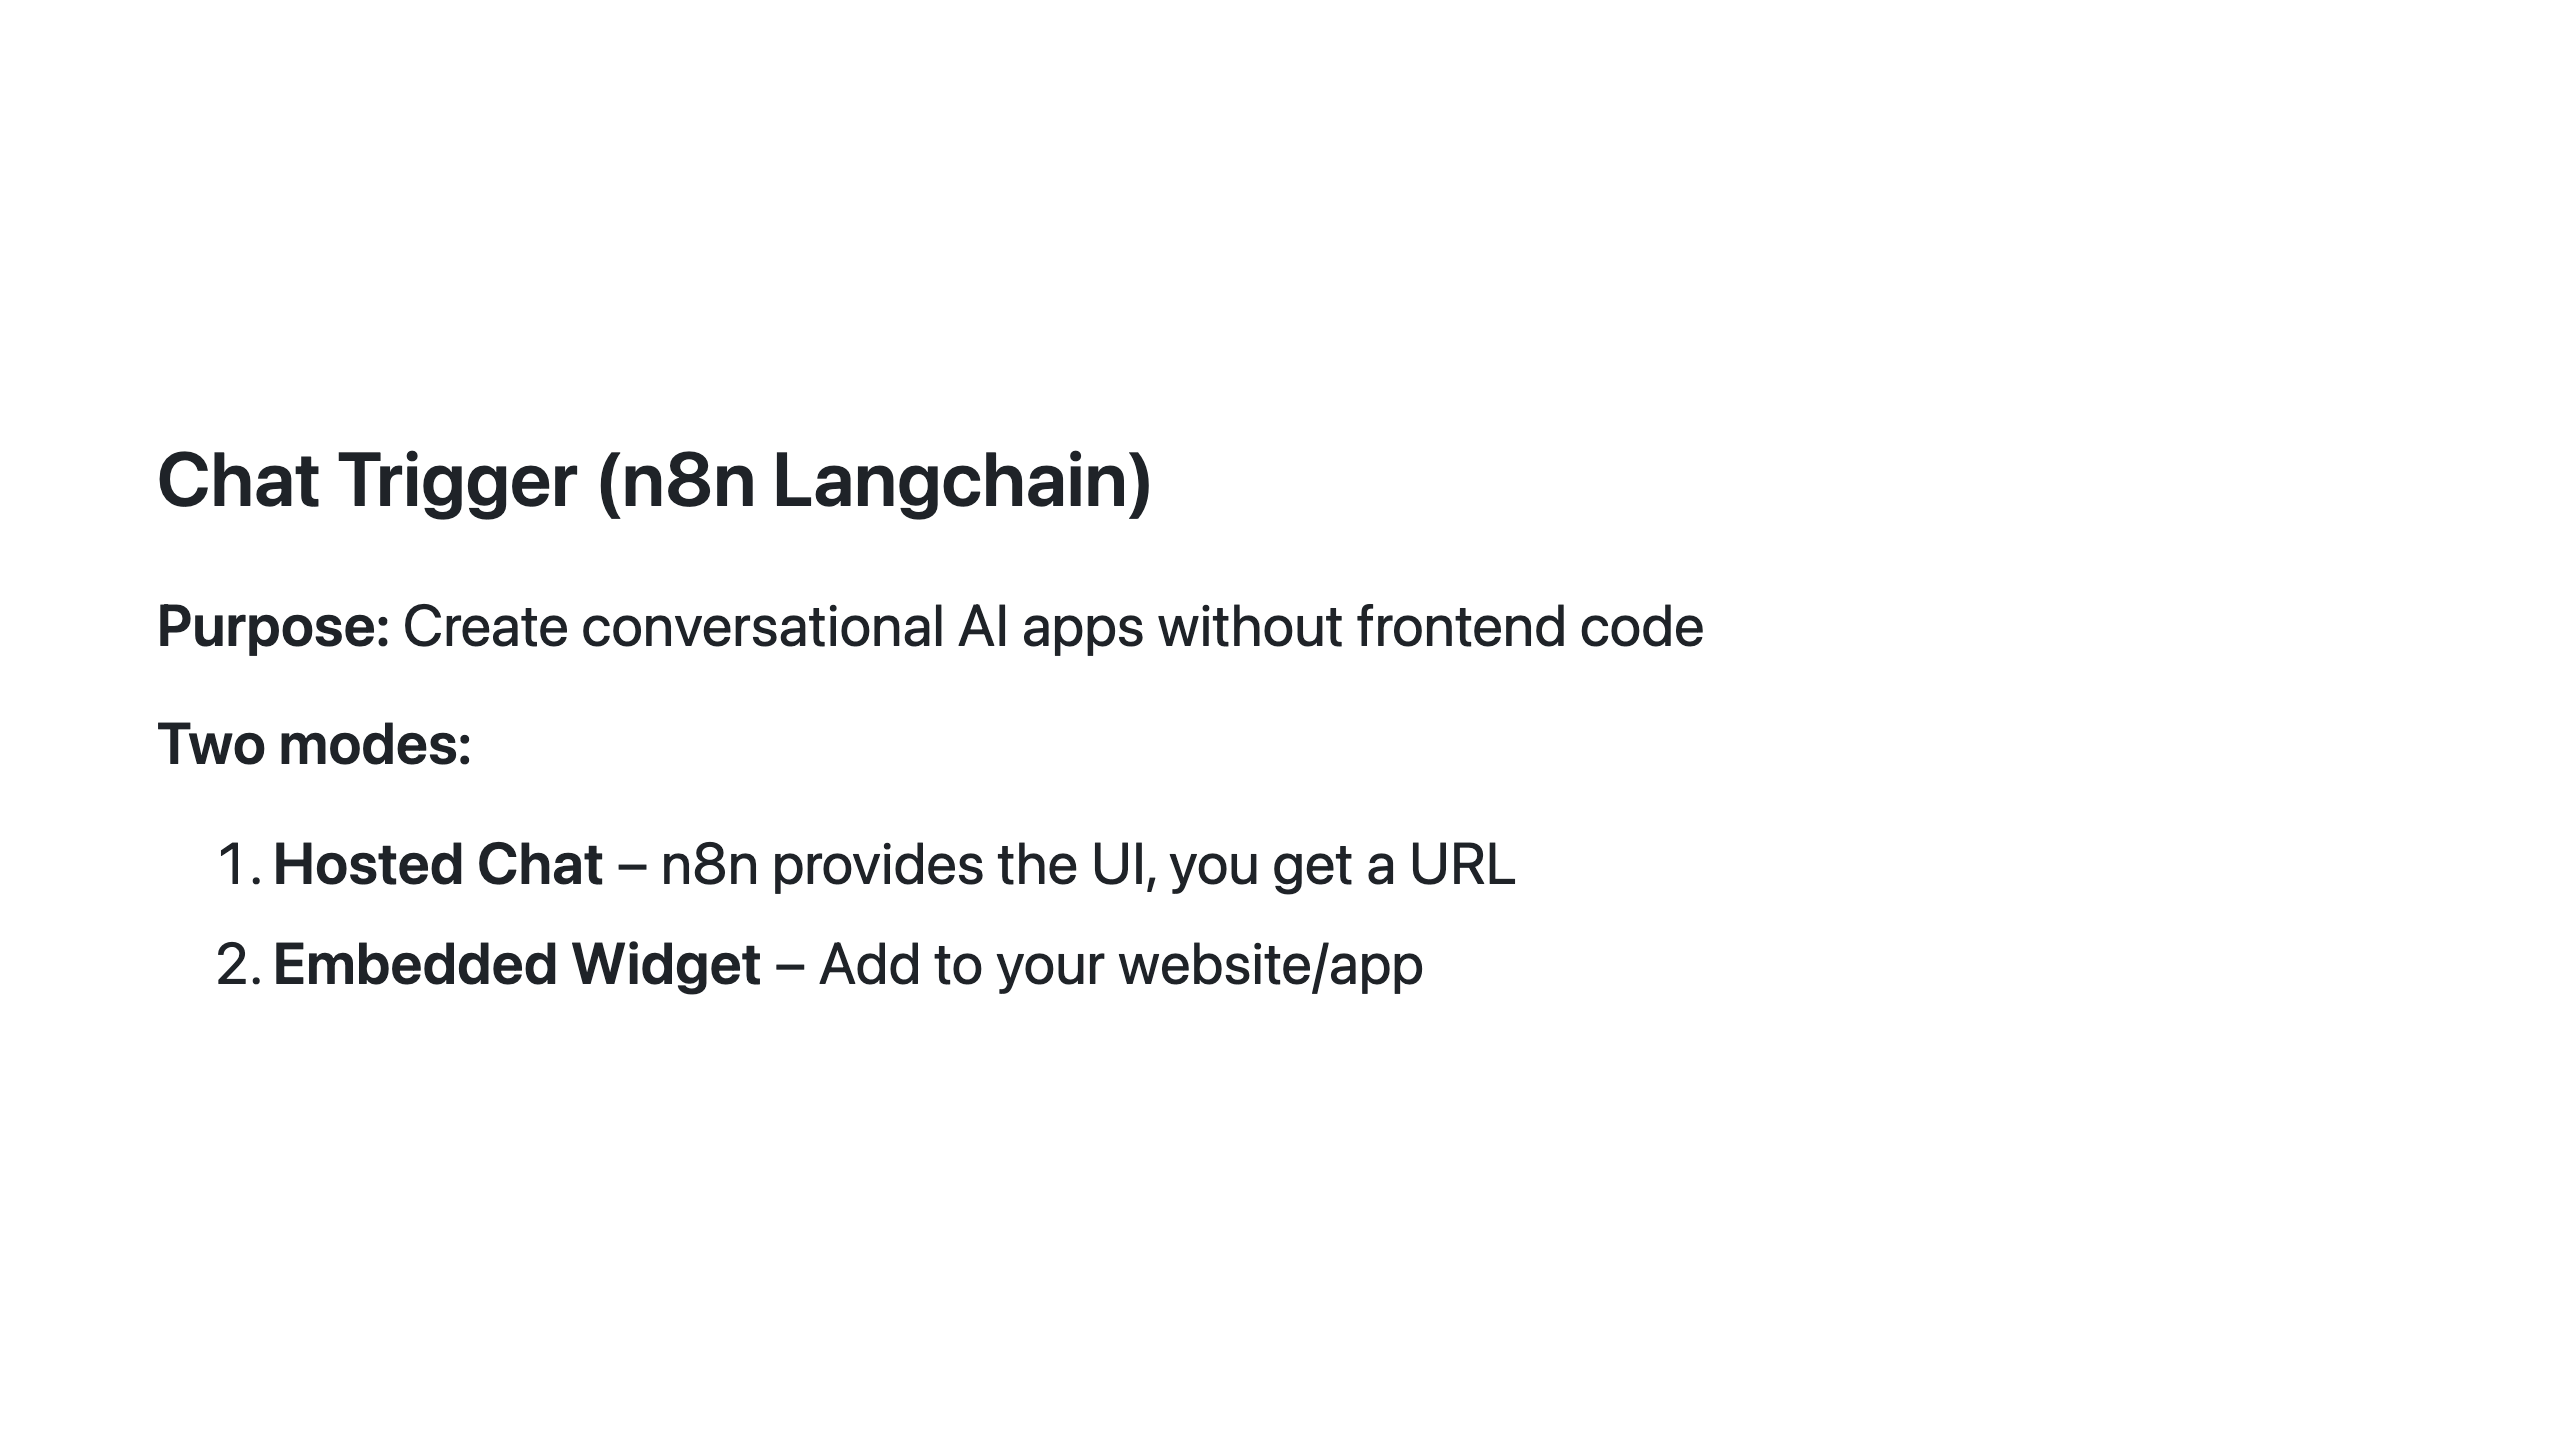 Chat Trigger (n8n Langchain)
Purpose: Create conversational AI apps without frontend code
Two modes:
1. Hosted Chat – n8n provides the UI, you get a URL
2. Embedded Widget – Add to your website/app